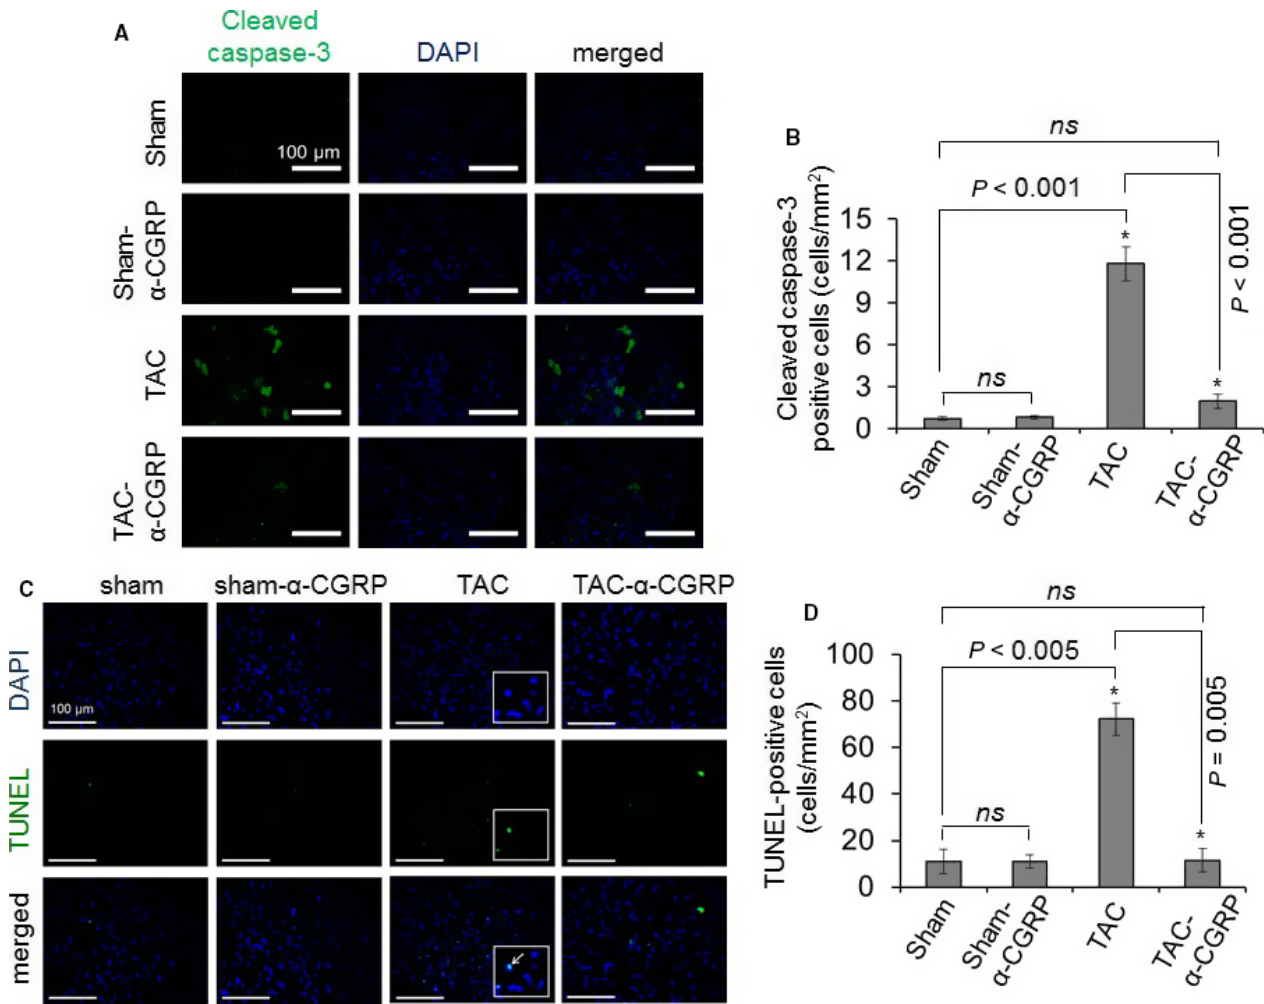 A
Cleaved
caspase-3
DAPI
merged
Sham
100 µm
Sham-
α-CGRP
TAC
TAC-
α-CGRP
B
ns
P < 0.001
P < 0.001
Cleaved caspase-3
positive cells (cells/mm²)
15
12
9
6
3
0
*
*
ns
Sham
Sham-
α-CGRP
TAC
TAC-
α-CGRP
C
sham
sham-α-CGRP
TAC
TAC-α-CGRP
DAPI
100 µm
TUNEL
merged
D
ns
P < 0.005
P = 0.005
TUNEL-positive cells
(cells/mm²)
100
80
60
40
20
0
*
*
ns
Sham
Sham-
α-CGRP
TAC
TAC-
α-CGRP